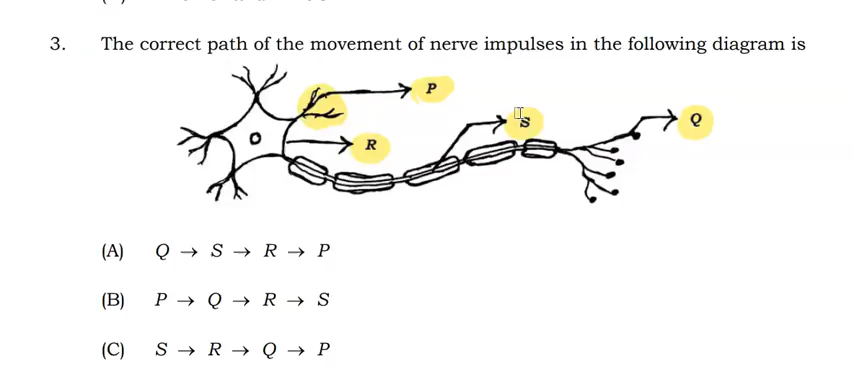 3. The correct path of the movement of nerve impulses in the following diagram is
P
S
Q
R
(A) Q → S → R → P
(B) P → Q → R → S
(C) S → R → Q → P